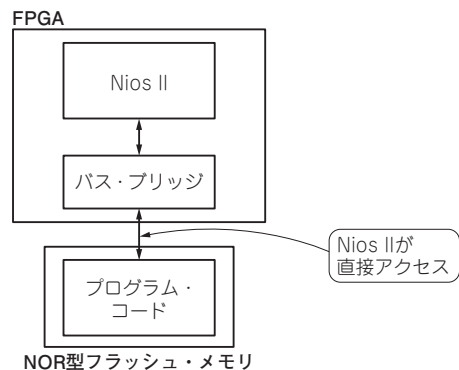 FPGA
Nios II
バス・ブリッジ
Nios IIが
直接アクセス
プログラム・
コード
NOR型フラッシュ・メモリ